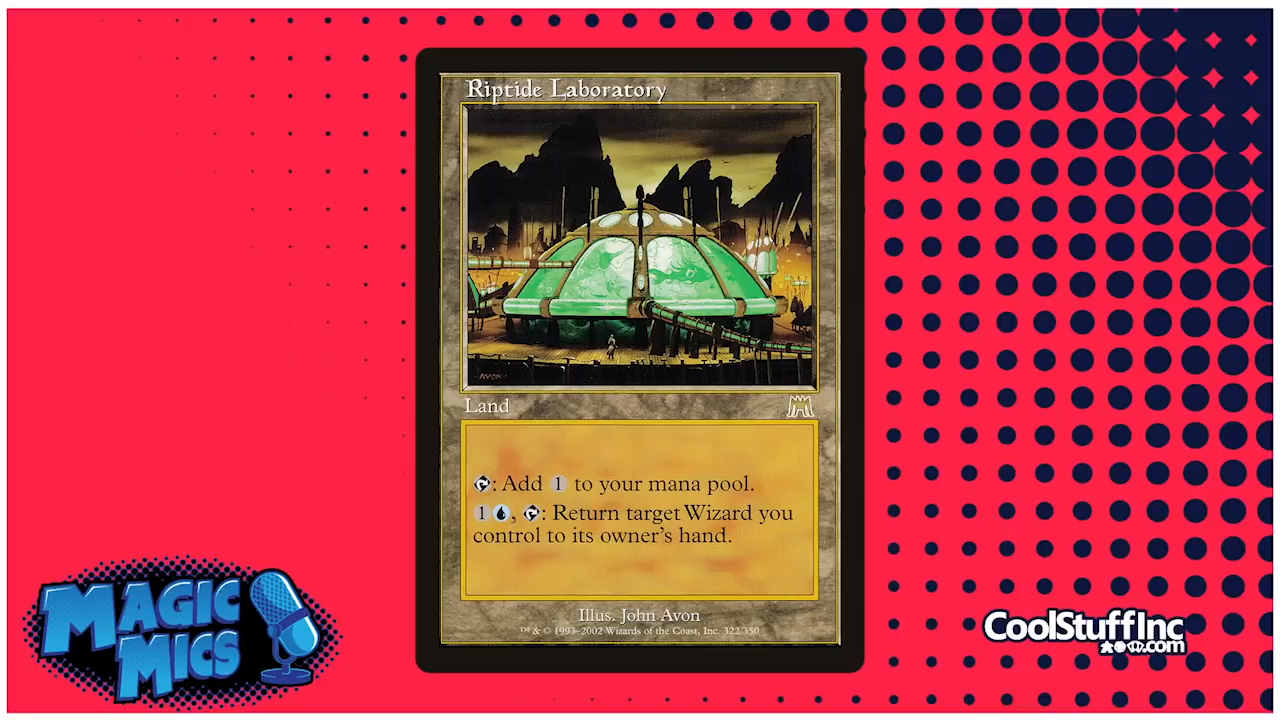 Riptide Laboratory
AVON
Land
: Add 1 to your mana pool.
1, : Return target Wizard you
control to its owner's hand.
Illus. John Avon
™ & © 1993–2002 Wizards of the Coast, Inc. 322/350
MAGIC
MICS
CoolStuffInc
.com